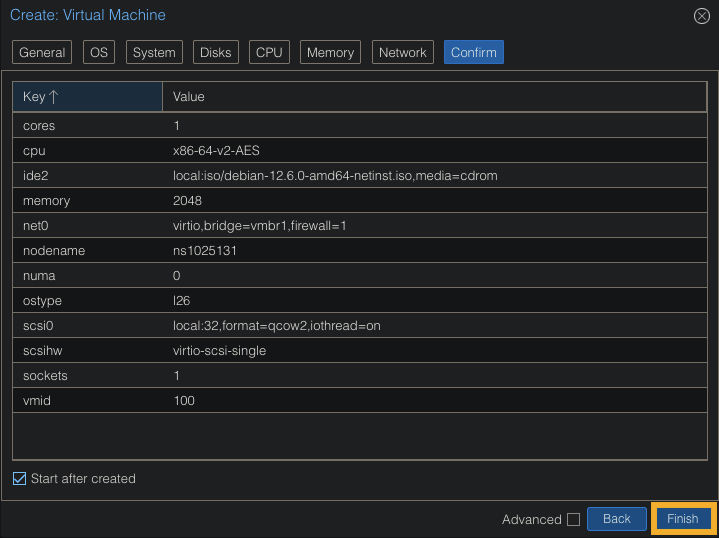 Create: Virtual Machine
General OS System Disks CPU Memory Network Confirm
Key ↑ Value
cores 1
cpu x86-64-v2-AES
ide2 local:iso/debian-12.6.0-amd64-netinst.iso,media=cdrom
memory 2048
net0 virtio,bridge=vmbr1,firewall=1
nodename ns1025131
numa 0
ostype l26
scsi0 local:32,format=qcow2,iothread=on
scsihw virtio-scsi-single
sockets 1
vmid 100
Start after created
Advanced Back Finish